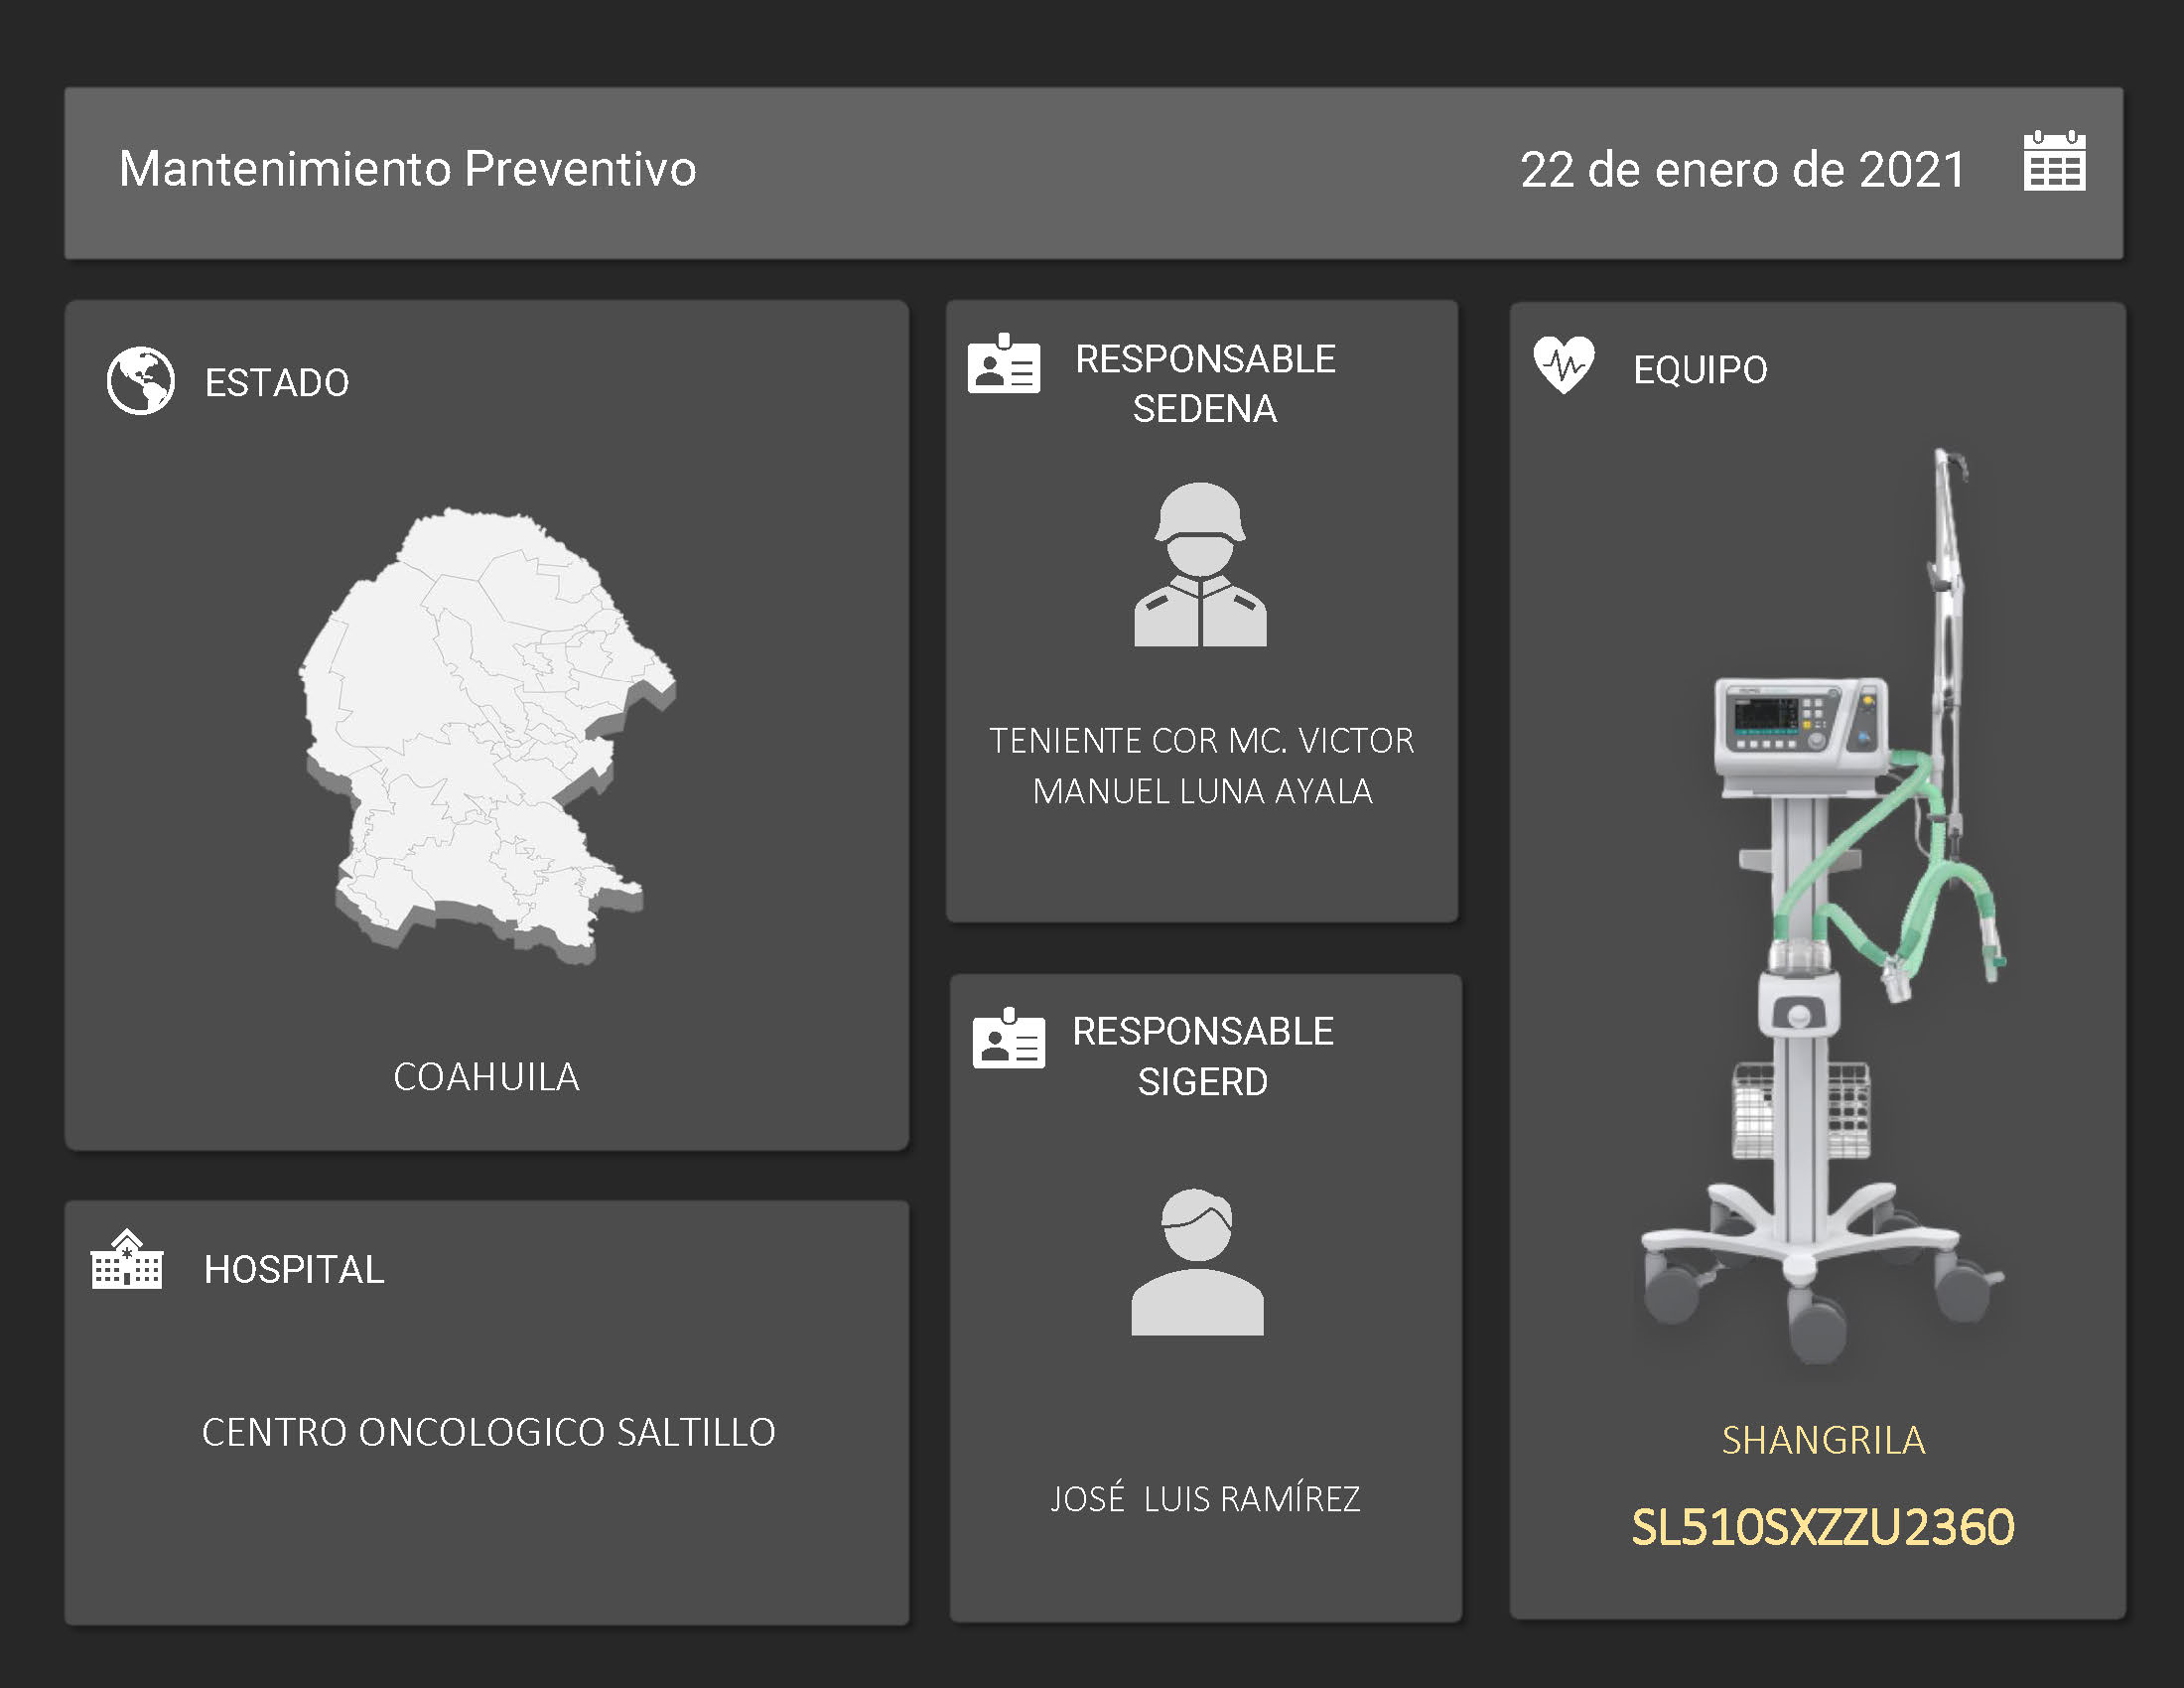 Mantenimiento Preventivo
22 de enero de 2021
ESTADO
COAHUILA
HOSPITAL
CENTRO ONCOLOGICO SALTILLO
RESPONSABLE
SEDENA
TENIENTE COR MC. VICTOR
MANUEL LUNA AYALA
RESPONSABLE
SIGERD
JOSÉ LUIS RAMÍREZ
EQUIPO
SHANGRILA
SL510SXZZU2360